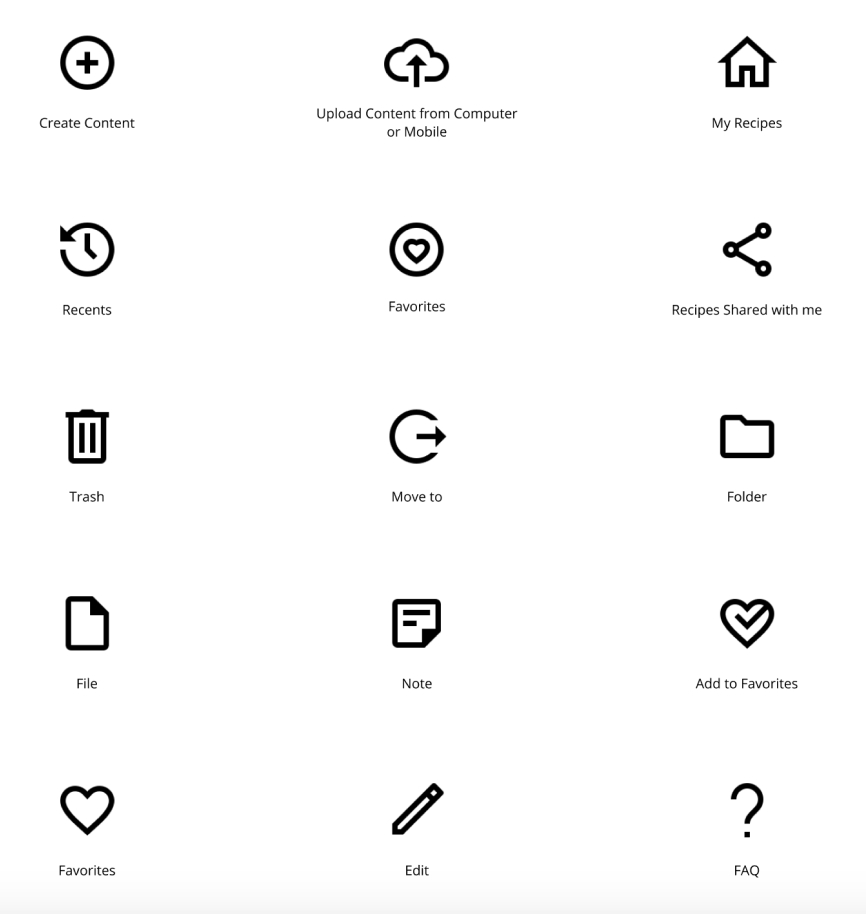 Create Content
Upload Content from Computer
or Mobile
My Recipes
Recents
Favorites
Recipes Shared with me
Trash
Move to
Folder
File
Note
Add to Favorites
Favorites
Edit
FAQ